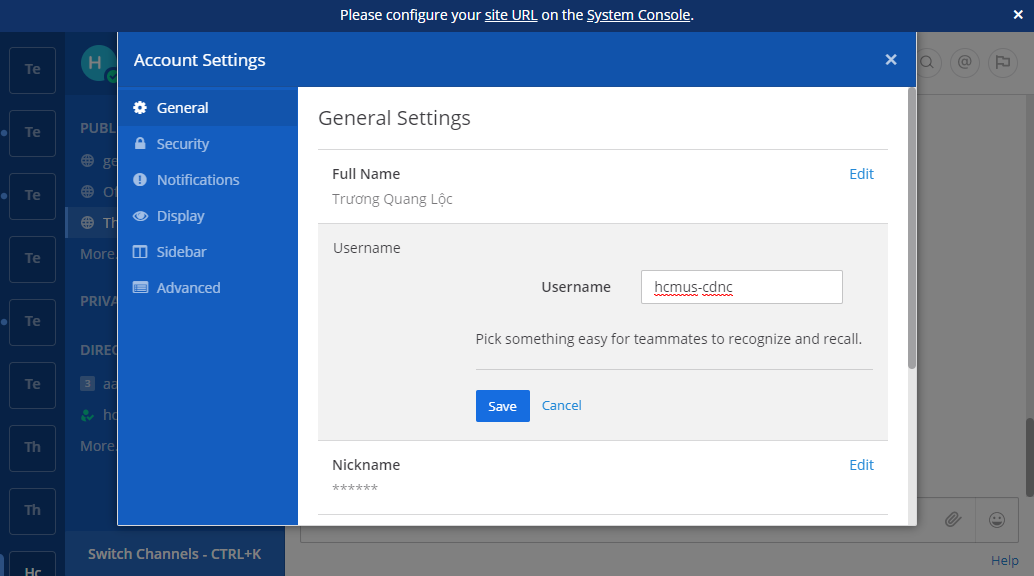 Please configure your site URL on the System Console.
×
Te
Te
Te
Te
Te
Te
Th
Th
Hc
H
PUBL
ge
Of
Th
More.
PRIVA
DIREC
3 aa
hc
More.
Switch Channels - CTRL+K
Account Settings
×
General
Security
Notifications
Display
Sidebar
Advanced
General Settings
Full Name
Edit
Trương Quang Lộc
Username
Username
hcmus-cdnc
Pick something easy for teammates to recognize and recall.
Save
Cancel
Nickname
Edit
******
@
Help